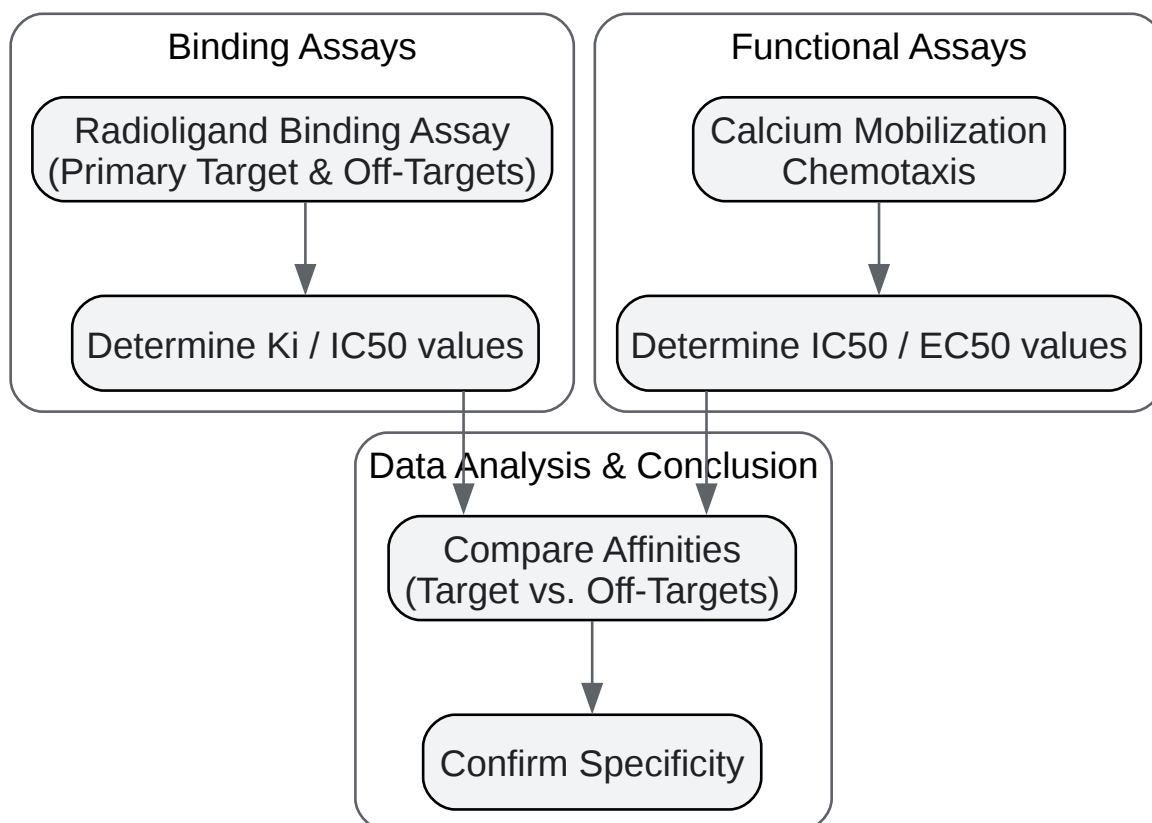 Binding Assays
Radioligand Binding Assay
(Primary Target & Off-Targets)
Determine Ki / IC50 values
Functional Assays
Calcium Mobilization
Chemotaxis
Determine IC50 / EC50 values
Data Analysis & Conclusion
Compare Affinities
(Target vs. Off-Targets)
Confirm Specificity